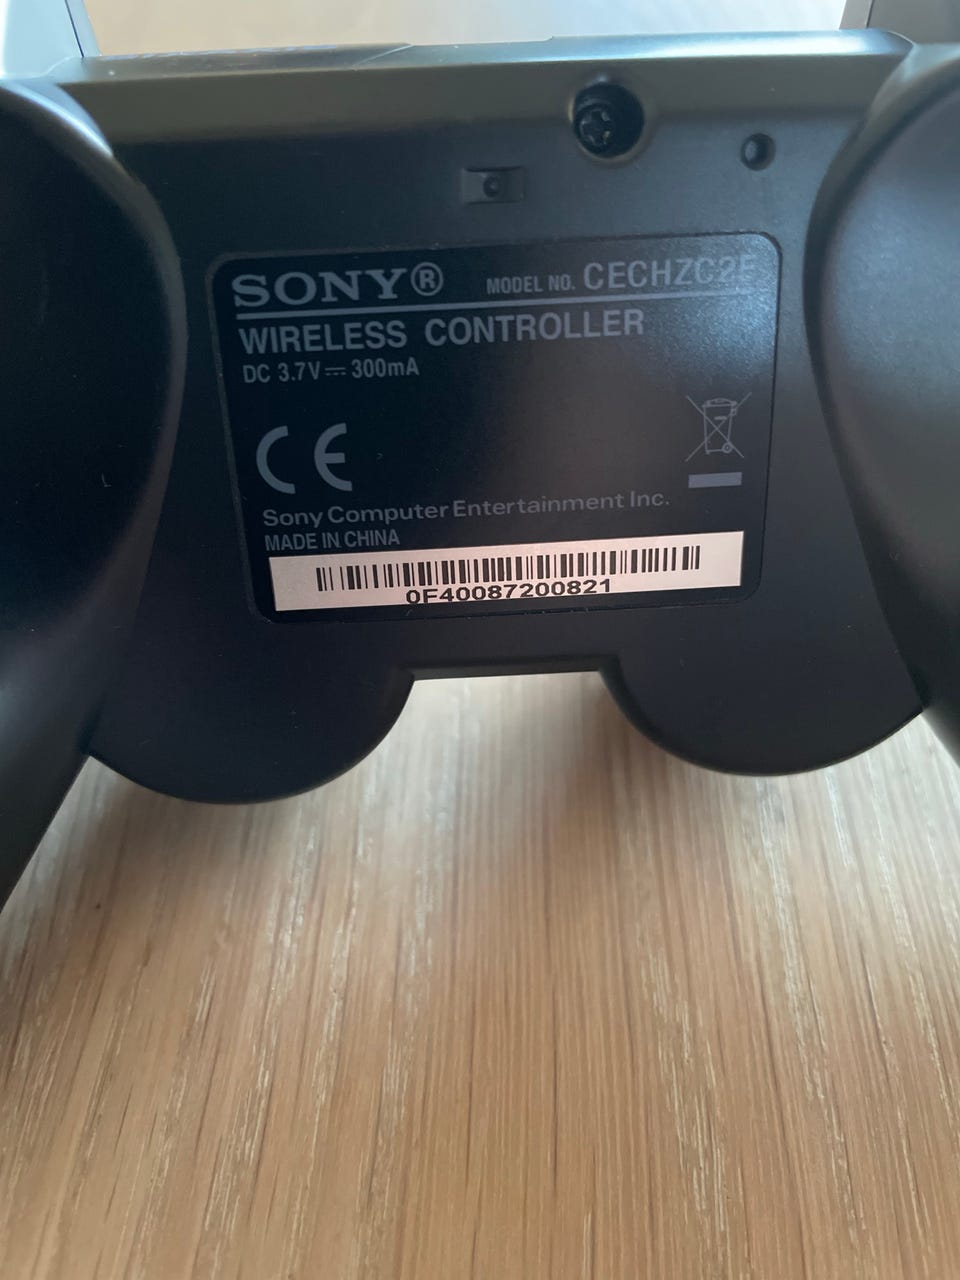 SONY®
MODEL NO. CECHZC2E
WIRELESS CONTROLLER
DC 3.7V⎓300mA
CE
Sony Computer Entertainment Inc.
MADE IN CHINA
0F40087200821